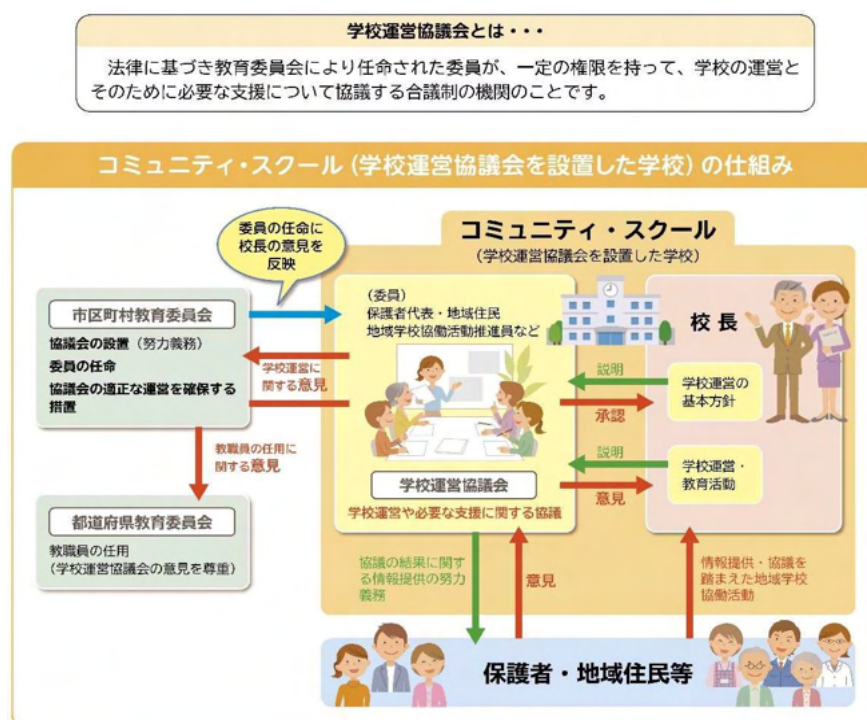 学校運営協議会とは・・・
法律に基づき教育委員会により任命された委員が、一定の権限を持って、学校の運営と
そのために必要な支援について協議する合議制の機関のことです。
コミュニティ・スクール(学校運営協議会を設置した学校)の仕組み
委員の任命に
校長の意見を
反映
コミュニティ・スクール
(学校運営協議会を設置した学校)
市区町村教育委員会
協議会の設置(努力義務)
委員の任命
協議会の適正な運営を確保する
措置
学校運営に
関する意見
(委員)
保護者代表・地域住民
地域学校協働活動推進員など
校長
説明
学校運営の
基本方針
承認
説明
学校運営・
教育活動
意見
教職員の任用に
関する意見
学校運営協議会
学校運営や必要な支援に関する協議
都道府県教育委員会
教職員の任用
(学校運営協議会の意見を尊重)
協議の結果に関す
る情報提供の努力
義務
意見
情報提供・協議を
踏まえた地域学校
協働活動
保護者・地域住民等